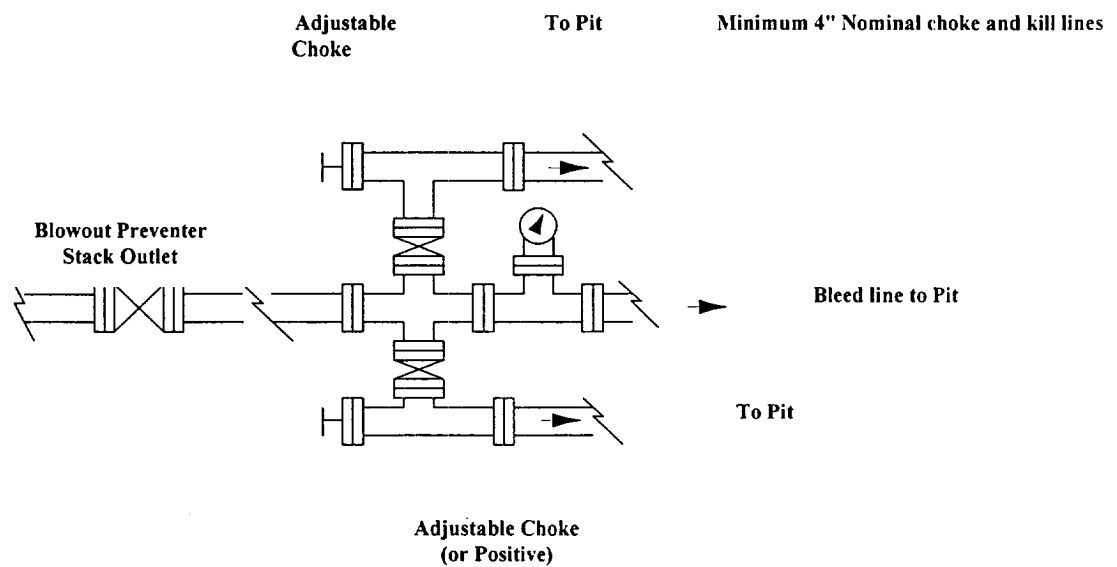 Adjustable
Choke
To Pit
Minimum 4" Nominal choke and kill lines
Blowout Preventer
Stack Outlet
Bleed line to Pit
To Pit
Adjustable Choke
(or Positive)